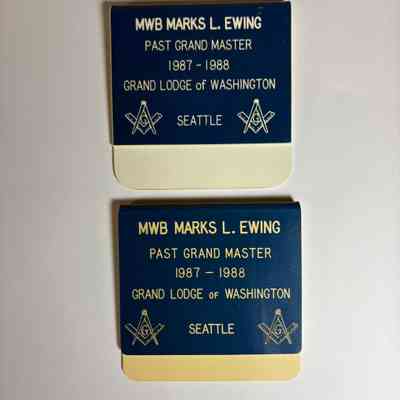 MWB MARKS L. EWING
PAST GRAND MASTER
1987 - 1988
GRAND LODGE of WASHINGTON
G SEATTLE G
MWB MARKS L. EWING
PAST GRAND MASTER
1987 - 1988
GRAND LODGE OF WASHINGTON
G SEATTLE G